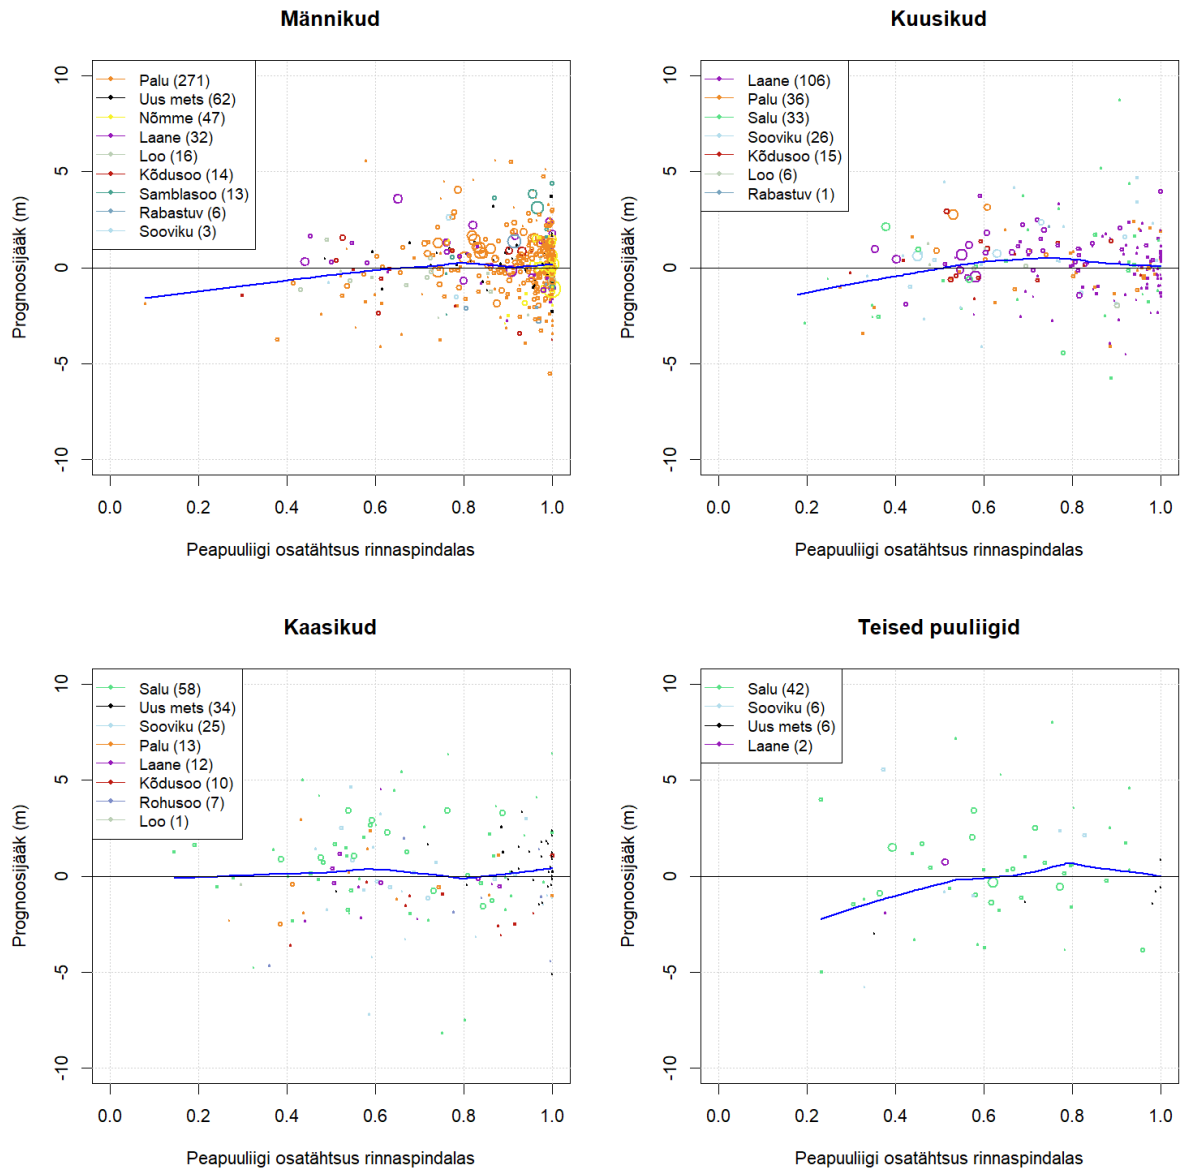 Männikud
Palu (271)
Uus mets (62)
Nõmme (47)
Laane (32)
Loo (16)
Kõdusoo (14)
Samblasoo (13)
Rabastuv (6)
Sooviku (3)
10
5
0
-5
-10
Prognoosijääk (m)
0.0 0.2 0.4 0.6 0.8 1.0
Peapuuliigi osatähtsus rinnaspindalas
Kuusikud
Laane (106)
Palu (36)
Salu (33)
Sooviku (26)
Kõdusoo (15)
Loo (6)
Rabastuv (1)
10
5
0
-5
-10
Prognoosijääk (m)
0.0 0.2 0.4 0.6 0.8 1.0
Peapuuliigi osatähtsus rinnaspindalas
Kaasikud
Salu (58)
Uus mets (34)
Sooviku (25)
Palu (13)
Laane (12)
Kõdusoo (10)
Rohusoo (7)
Loo (1)
10
5
0
-5
-10
Prognoosijääk (m)
0.0 0.2 0.4 0.6 0.8 1.0
Peapuuliigi osatähtsus rinnaspindalas
Teised puuliigid
Salu (42)
Sooviku (6)
Uus mets (6)
Laane (2)
10
5
0
-5
-10
Prognoosijääk (m)
0.0 0.2 0.4 0.6 0.8 1.0
Peapuuliigi osatähtsus rinnaspindalas